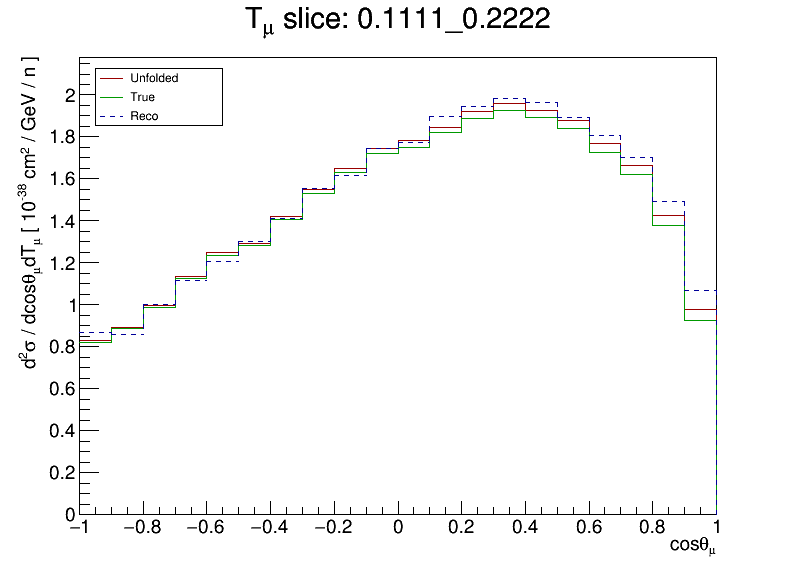 Tμ slice: 0.1111_0.2222
d²σ / dcosθμdTμ [ 10⁻³⁸ cm² / GeV / n ]
Unfolded
True
Reco
2
1.8
1.6
1.4
1.2
1
0.8
0.6
0.4
0.2
0
−1 −0.8 −0.6 −0.4 −0.2 0 0.2 0.4 0.6 0.8 1
cosθμ